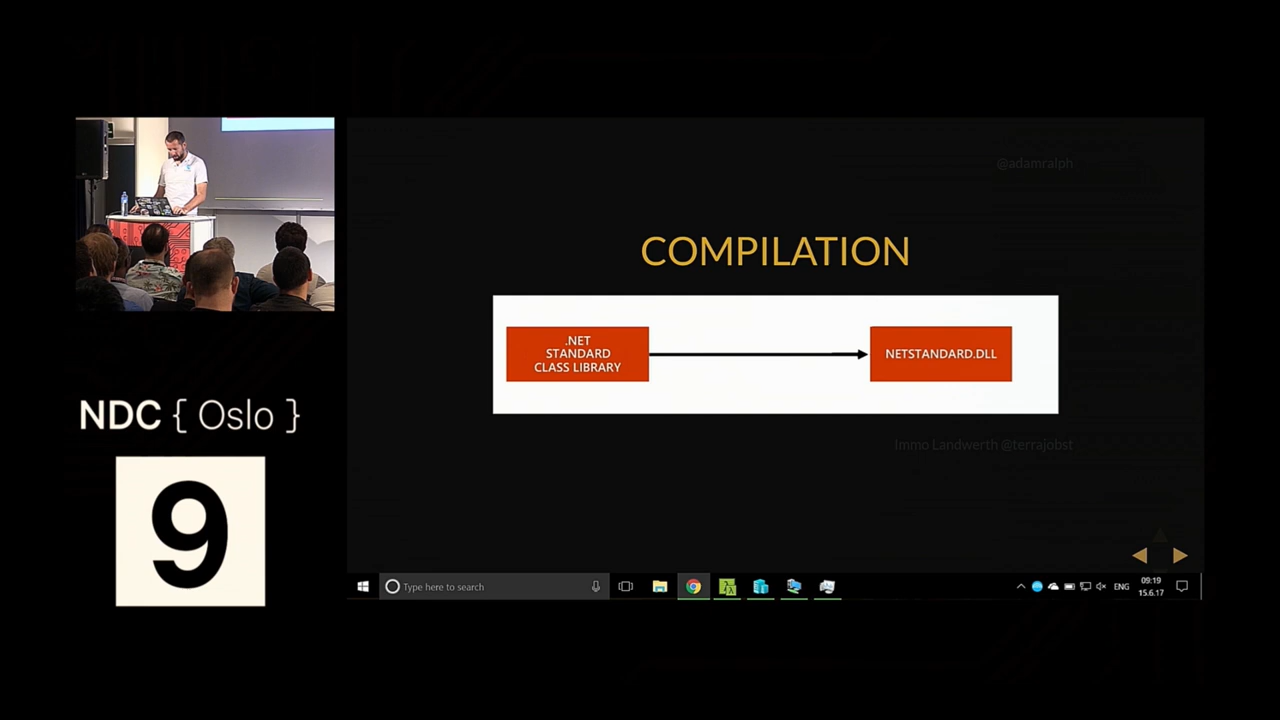 @adamralph
COMPILATION
.NET
STANDARD
CLASS LIBRARY
NETSTANDARD.DLL
Immo Landwerth @terrajobst
NDC { Oslo }
9
Type here to search
ENG
09:19
15.6.17